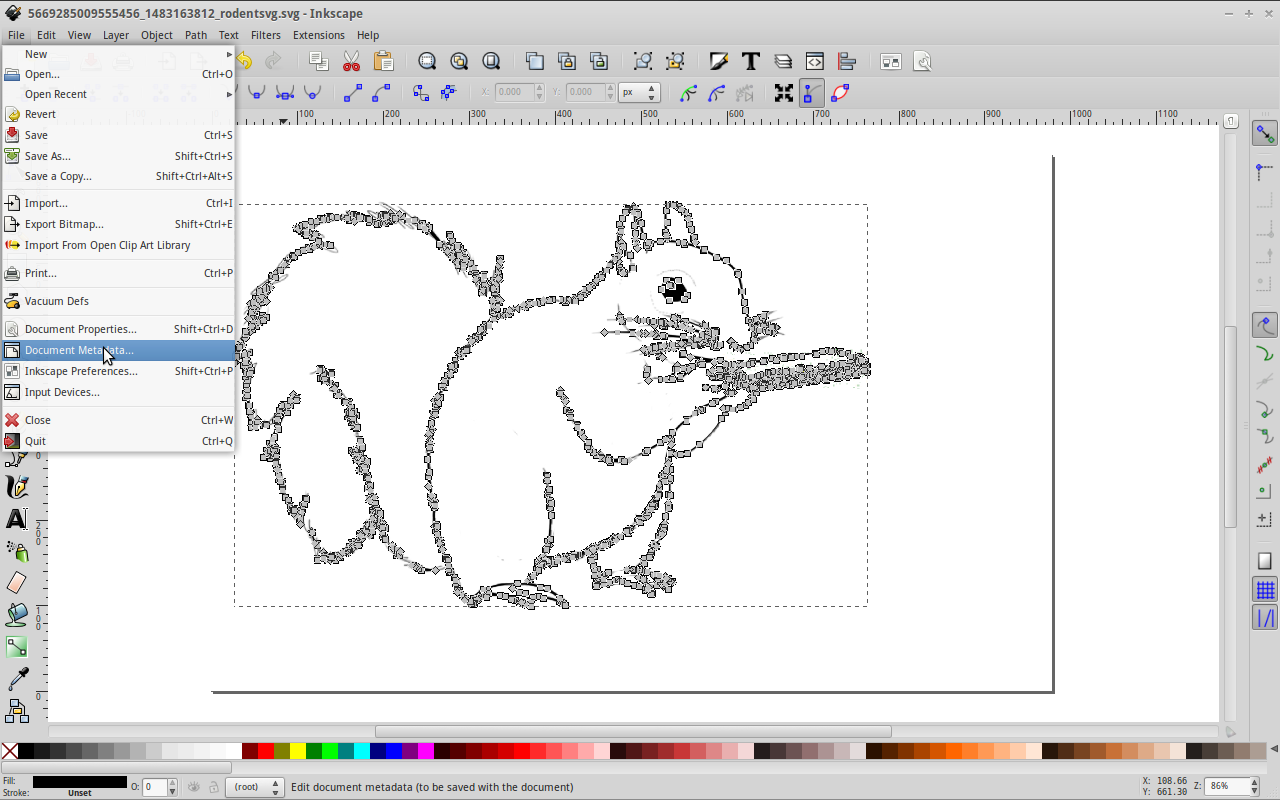 5669285009555456_1483163812_rodentsvg.svg - Inkscape
File Edit View Layer Object Path Text Filters Extensions Help
New
Open... Ctrl+O
Open Recent
Revert
Save Ctrl+S
Save As... Shift+Ctrl+S
Save a Copy... Shift+Ctrl+Alt+S
Import... Ctrl+I
Export Bitmap... Shift+Ctrl+E
Import From Open Clip Art Library
Print... Ctrl+P
Vacuum Defs
Document Properties... Shift+Ctrl+D
Document Metadata...
Inkscape Preferences... Shift+Ctrl+P
Input Devices...
Close Ctrl+W
Quit Ctrl+Q
X: 0.000 Y: 0.000 px
100 200 300 400 500 600 700 800 900 1000 1100
Fill:
Stroke: Unset
O: 0
(root)
Edit document metadata (to be saved with the document)
X: 108.66
Y: 661.30
Z: 86%